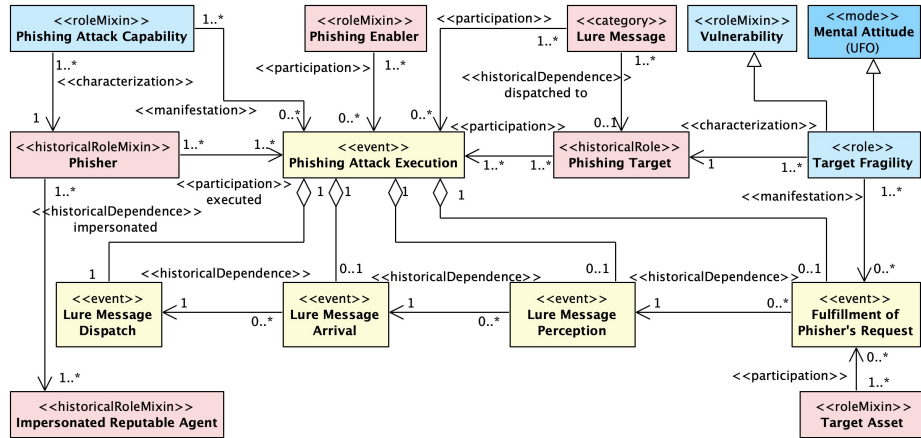 <<roleMixin>>
Phishing Attack Capability
1..*
<<roleMixin>>
Phishing Enabler
<<participation>>
<<category>>
Lure Message
1..*
<<roleMixin>>
Vulnerability
<<mode>>
Mental Attitude
(UFO)
1..*
<<characterization>>
<<participation>>
1..*
1..*
<<historicalDependence>>
dispatched to
<<manifestation>>
1
0..*
0..*
0..*
0..1
<<participation>>
<<characterization>>
<<historicalRoleMixin>>
Phisher
1..*
1..*
<<event>>
Phishing Attack Execution
1..*
1..*
<<historicalRole>>
Phishing Target
1
1..*
<<role>>
Target Fragility
1..*
<<participation>>
executed
1
1
1
1
1..*
<<historicalDependence>>
impersonated
<<manifestation>>
1
<<historicalDependence>>
0..1
<<historicalDependence>>
0..1
<<historicalDependence>>
0..1
0..*
<<event>>
Lure Message
Dispatch
1
0..*
<<event>>
Lure Message
Arrival
1
0..*
<<event>>
Lure Message
Perception
1
0..*
<<event>>
Fulfillment of
Phisher's Request
0..*
<<participation>>
1..*
1..*
<<historicalRoleMixin>>
Impersonated Reputable Agent
<<roleMixin>>
Target Asset